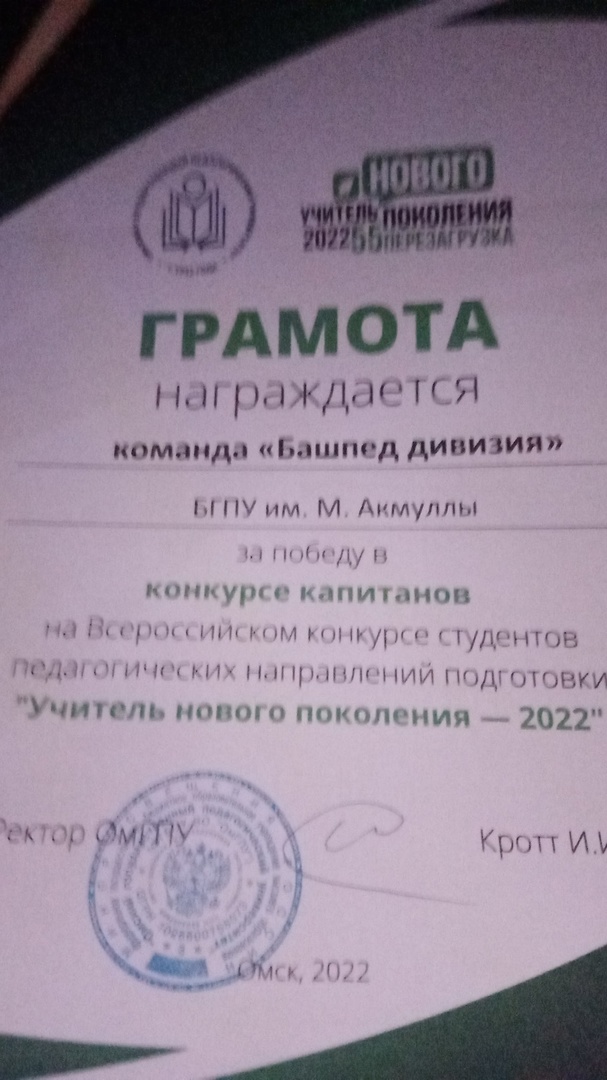 НОВОГО
УЧИТЕЛЬ ПОКОЛЕНИЯ
2022 55 ПЕРЕЗАГРУЗКА
ГРАМОТА
награждается
команда «Башпед дивизия»
БГПУ им. М. Акмуллы
за победу в
конкурсе капитанов
на Всероссийском конкурсе студентов
педагогических направлений подготовки
"Учитель нового поколения — 2022"
Ректор ОмГПУ Кротт И.И
Омск, 2022